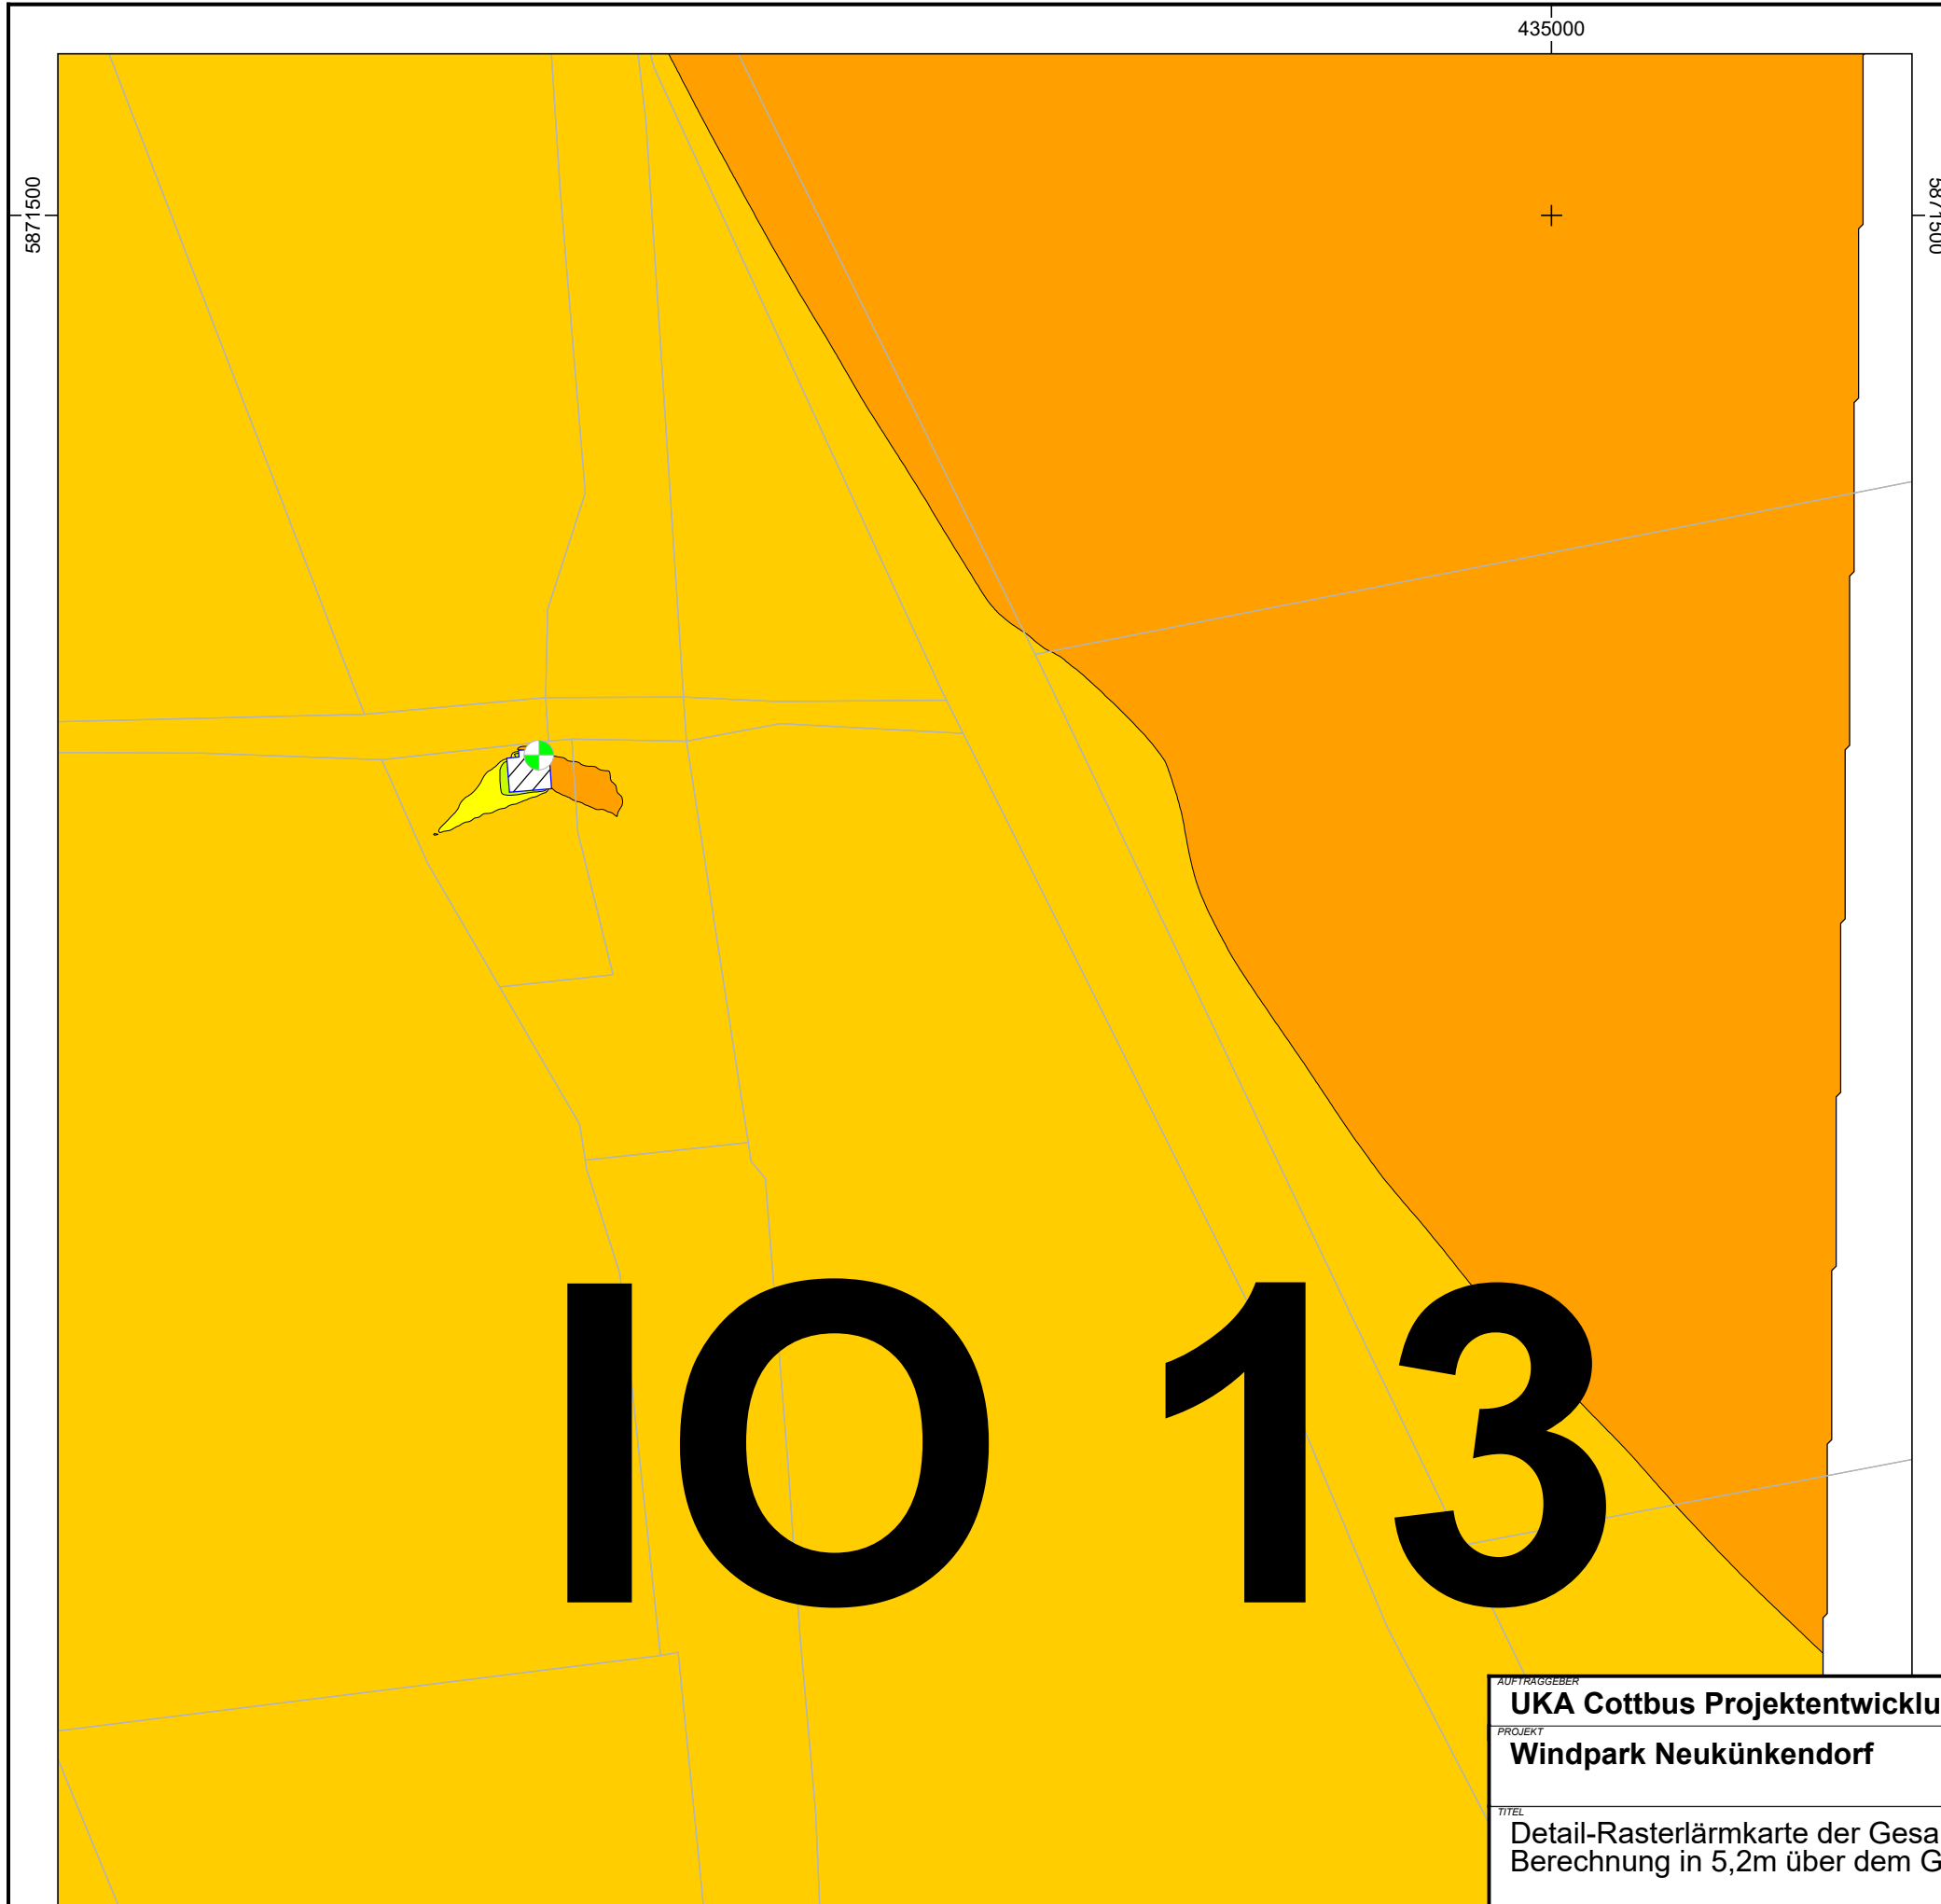 435000
5871500
5871500
IO 13
AUFTRAGGEBER
UKA Cottbus Projektentwicklu
PROJEKT
Windpark Neukünkendorf
TITEL
Detail-Rasterlärmkarte der Gesa
Berechnung in 5,2m über dem G